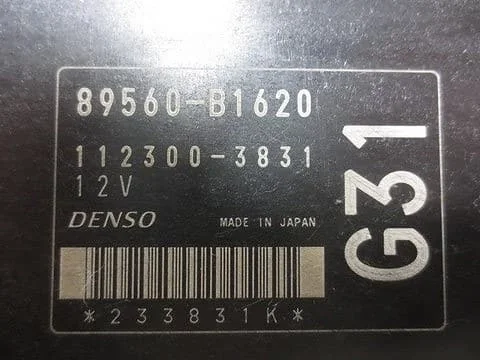 89560-B1620
112300-3831
12V
DENSO MADE IN JAPAN
*233831K*
G31